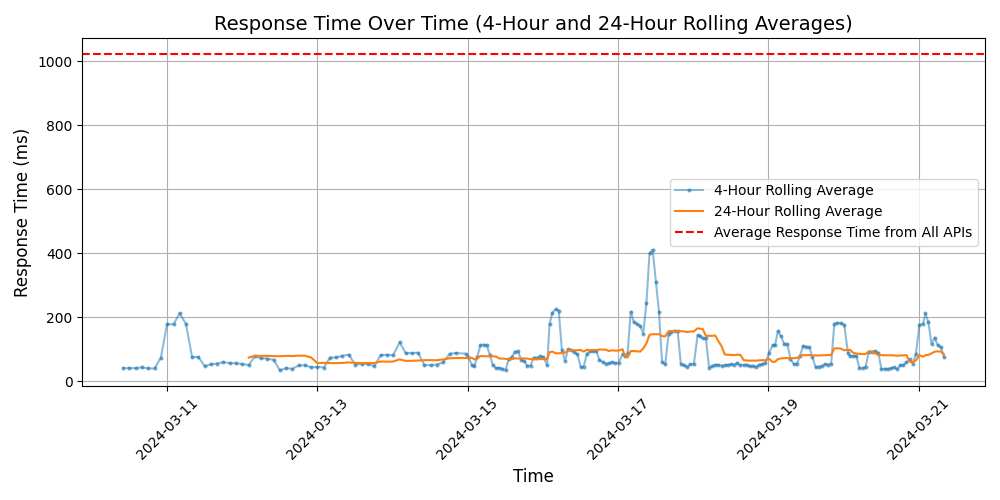 Response Time Over Time (4-Hour and 24-Hour Rolling Averages)
Response Time (ms)
1000
800
600
400
200
0
4-Hour Rolling Average
24-Hour Rolling Average
Average Response Time from All APIs
2024-03-11
2024-03-13
2024-03-15
2024-03-17
2024-03-19
2024-03-21
Time